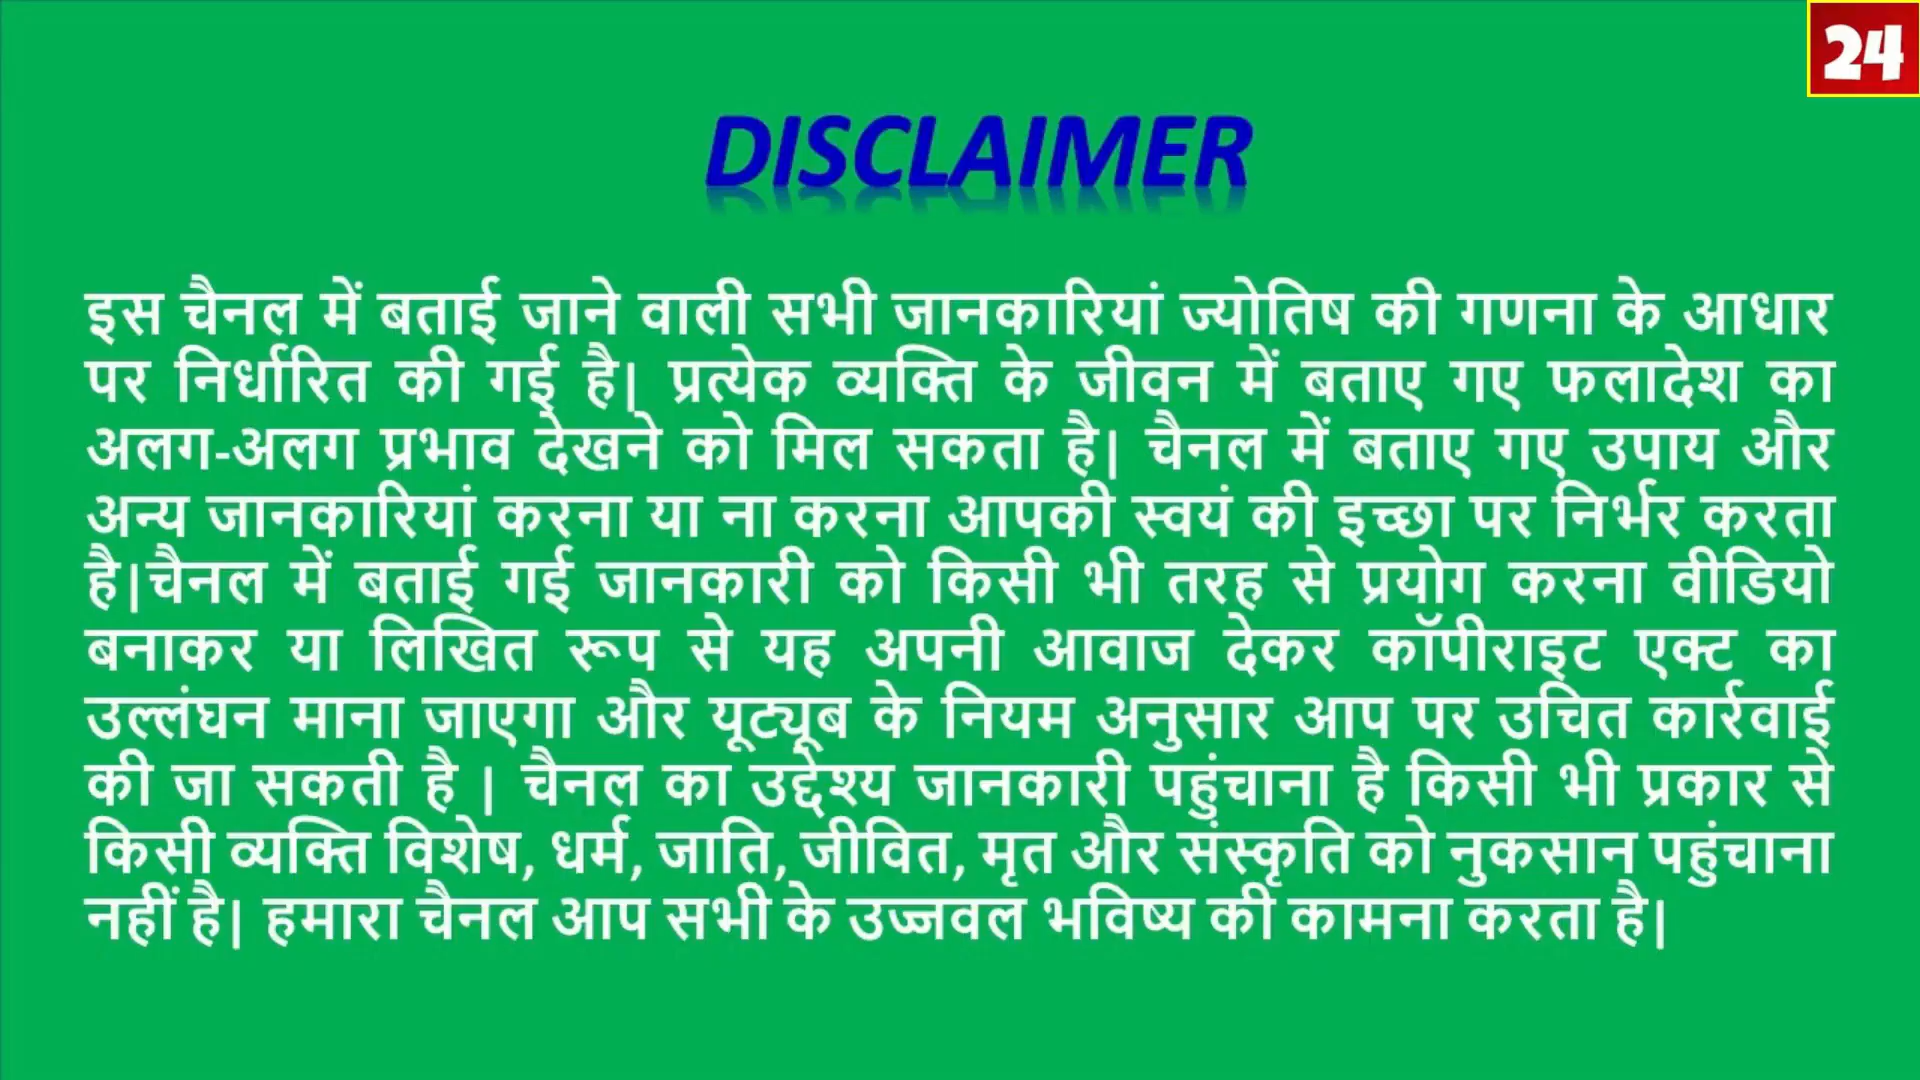 24
DISCLAIMER
इस चैनल में बताई जाने वाली सभी जानकारियां ज्योतिष की गणना के आधार
पर निर्धारित की गई है| प्रत्येक व्यक्ति के जीवन में बताए गए फलादेश का
अलग-अलग प्रभाव देखने को मिल सकता है| चैनल में बताए गए उपाय और
अन्य जानकारियां करना या ना करना आपकी स्वयं की इच्छा पर निर्भर करता
है|चैनल में बताई गई जानकारी को किसी भी तरह से प्रयोग करना वीडियो
बनाकर या लिखित रूप से यह अपनी आवाज देकर कॉपीराइट एक्ट का
उल्लंघन माना जाएगा और यूट्यूब के नियम अनुसार आप पर उचित कार्रवाई
की जा सकती है | चैनल का उद्देश्य जानकारी पहुंचाना है किसी भी प्रकार से
किसी व्यक्ति विशेष, धर्म, जाति, जीवित, मृत और संस्कृति को नुकसान पहुंचाना
नहीं है| हमारा चैनल आप सभी के उज्जवल भविष्य की कामना करता है|